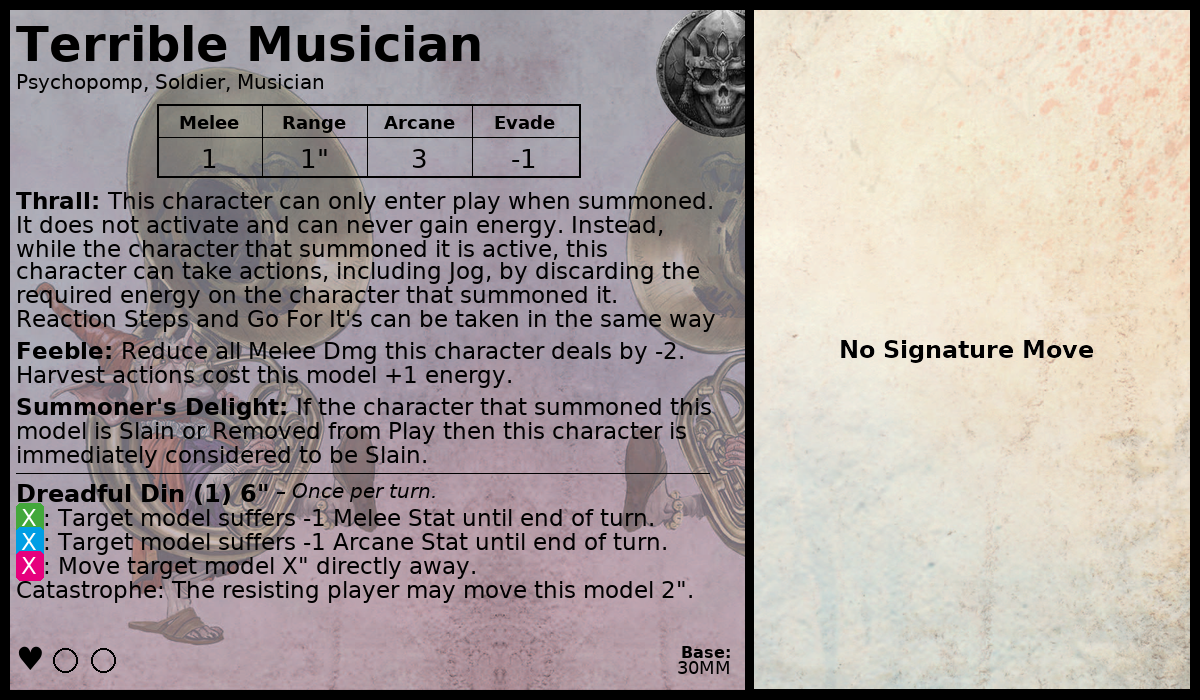 Terrible Musician
Psychopomp, Soldier, Musician
Melee Range Arcane Evade
1 1" 3 -1
Thrall: This character can only enter play when summoned.
It does not activate and can never gain energy. Instead,
while the character that summoned it is active, this
character can take actions, including Jog, by discarding the
required energy on the character that summoned it.
Reaction Steps and Go For It's can be taken in the same way
Feeble: Reduce all Melee Dmg this character deals by -2.
Harvest actions cost this model +1 energy.
Summoner's Delight: If the character that summoned this
model is Slain or Removed from Play then this character is
immediately considered to be Slain.
Dreadful Din (1) 6" – Once per turn.
X: Target model suffers -1 Melee Stat until end of turn.
X: Target model suffers -1 Arcane Stat until end of turn.
X: Move target model X" directly away.
Catastrophe: The resisting player may move this model 2".
Base:
30MM
No Signature Move